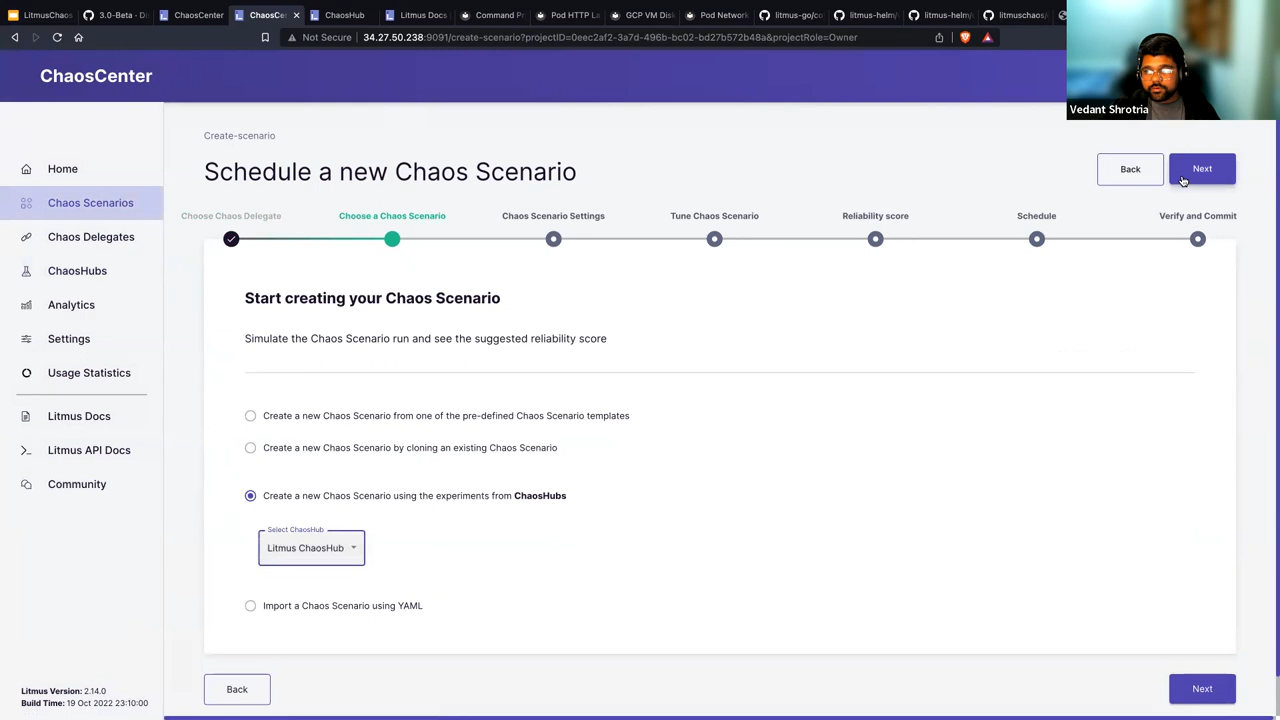 LitmusChaos
3.0-Beta · Di
ChaosCenter
ChaosCe
ChaosHub
Litmus Docs
Command P
Pod HTTP La
GCP VM Disk
Pod Network
litmus-go/co
litmus-helm/
litmus-helm/
litmuschaos/
Not Secure
34.27.50.238:9091/create-scenario?projectID=0eec2af2-3a7d-496b-bc02-bd27b572b48a&projectRole=Owner
Vedant Shrotria
ChaosCenter
Home
Chaos Scenarios
Chaos Delegates
ChaosHubs
Analytics
Settings
Usage Statistics
Litmus Docs
Litmus API Docs
Community
Litmus Version: 2.14.0
Build Time: 19 Oct 2022 23:10:00
Create-scenario
Schedule a new Chaos Scenario
Back
Next
Choose Chaos Delegate
Choose a Chaos Scenario
Chaos Scenario Settings
Tune Chaos Scenario
Reliability score
Schedule
Verify and Commit
Start creating your Chaos Scenario
Simulate the Chaos Scenario run and see the suggested reliability score
Create a new Chaos Scenario from one of the pre-defined Chaos Scenario templates
Create a new Chaos Scenario by cloning an existing Chaos Scenario
Create a new Chaos Scenario using the experiments from ChaosHubs
Select ChaosHub
Litmus ChaosHub
Import a Chaos Scenario using YAML
Back
Next